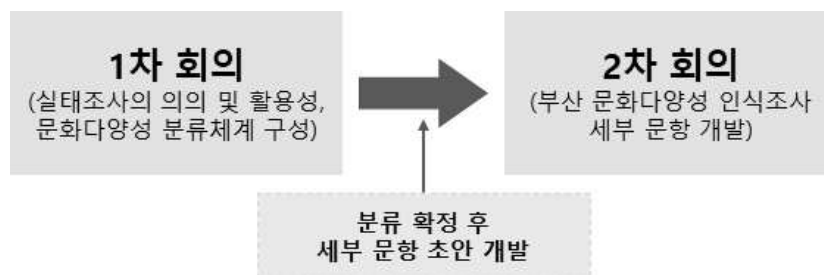 1차 회의
(실태조사의 의의 및 활용성,
문화다양성 분류체계 구성)
2차 회의
(부산 문화다양성 인식조사
세부 문항 개발)
분류 확정 후
세부 문항 초안 개발